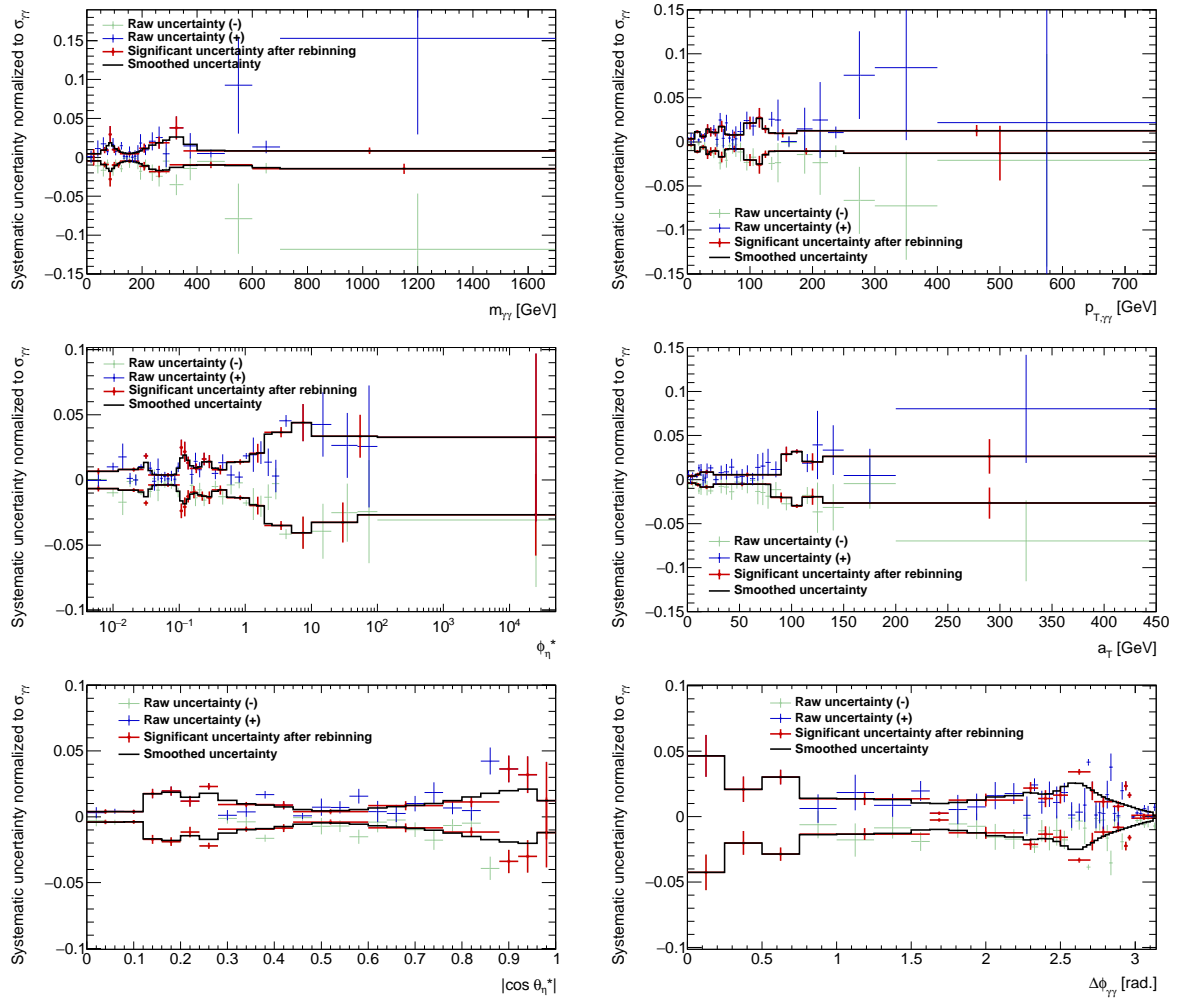 Systematic uncertainty normalized to σγγ
0.15
0.1
0.05
0
−0.05
−0.1
−0.15
Raw uncertainty (-)
Raw uncertainty (+)
Significant uncertainty after rebinning
Smoothed uncertainty
0 200 400 600 800 1000 1200 1400 1600
mγγ [GeV]
Systematic uncertainty normalized to σγγ
0.15
0.1
0.05
0
−0.05
−0.1
−0.15
Raw uncertainty (-)
Raw uncertainty (+)
Significant uncertainty after rebinning
Smoothed uncertainty
0 100 200 300 400 500 600 700
pT,γγ [GeV]
Systematic uncertainty normalized to σγγ
0.1
0.05
0
−0.05
−0.1
Raw uncertainty (-)
Raw uncertainty (+)
Significant uncertainty after rebinning
Smoothed uncertainty
10⁻² 10⁻¹ 1 10 10² 10³ 10⁴
ϕη*
Systematic uncertainty normalized to σγγ
0.15
0.1
0.05
0
−0.05
−0.1
−0.15
Raw uncertainty (-)
Raw uncertainty (+)
Significant uncertainty after rebinning
Smoothed uncertainty
0 50 100 150 200 250 300 350 400 450
aT [GeV]
Systematic uncertainty normalized to σγγ
0.1
0.05
0
−0.05
−0.1
Raw uncertainty (-)
Raw uncertainty (+)
Significant uncertainty after rebinning
Smoothed uncertainty
0 0.1 0.2 0.3 0.4 0.5 0.6 0.7 0.8 0.9 1
|cos θη*|
Systematic uncertainty normalized to σγγ
0.1
0.05
0
−0.05
−0.1
Raw uncertainty (-)
Raw uncertainty (+)
Significant uncertainty after rebinning
Smoothed uncertainty
0 0.5 1 1.5 2 2.5 3
Δϕγγ [rad.]